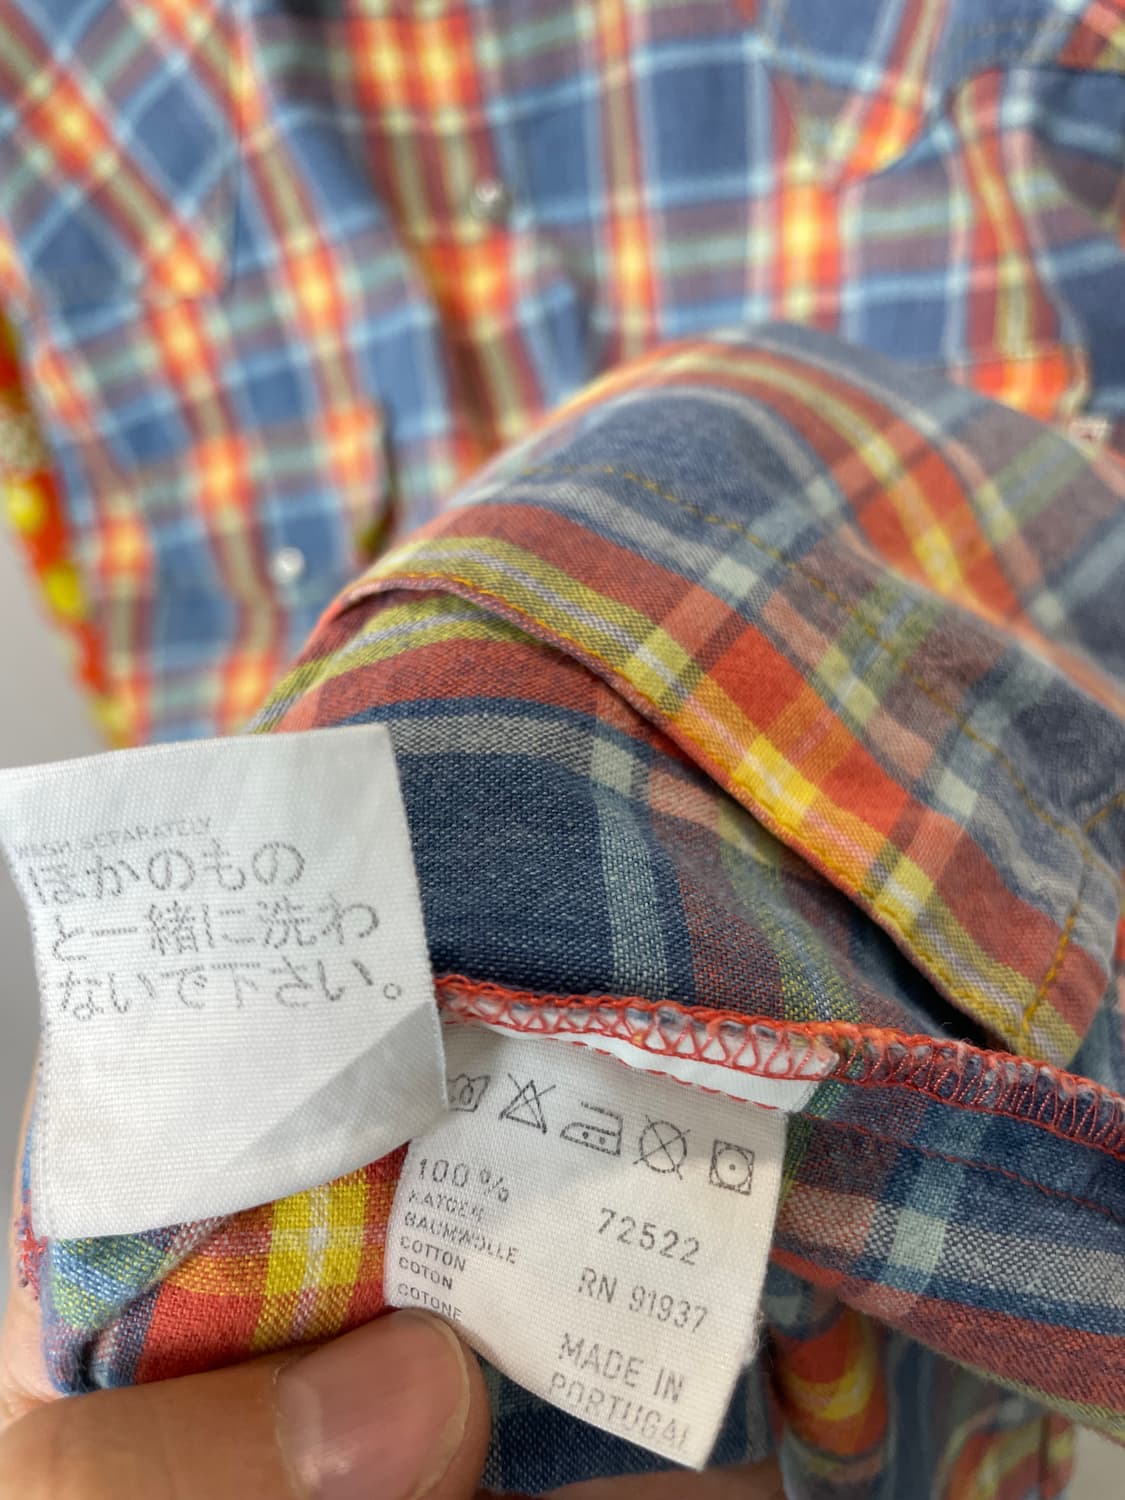 WASH SEPARATELY
ほかのもの
と一緒に洗わ
ないで下さい。
100%
KATOEN
BAUMWOLLE
COTTON
COTON
COTONE
72522
RN 91937
MADE IN
PORTUGAL